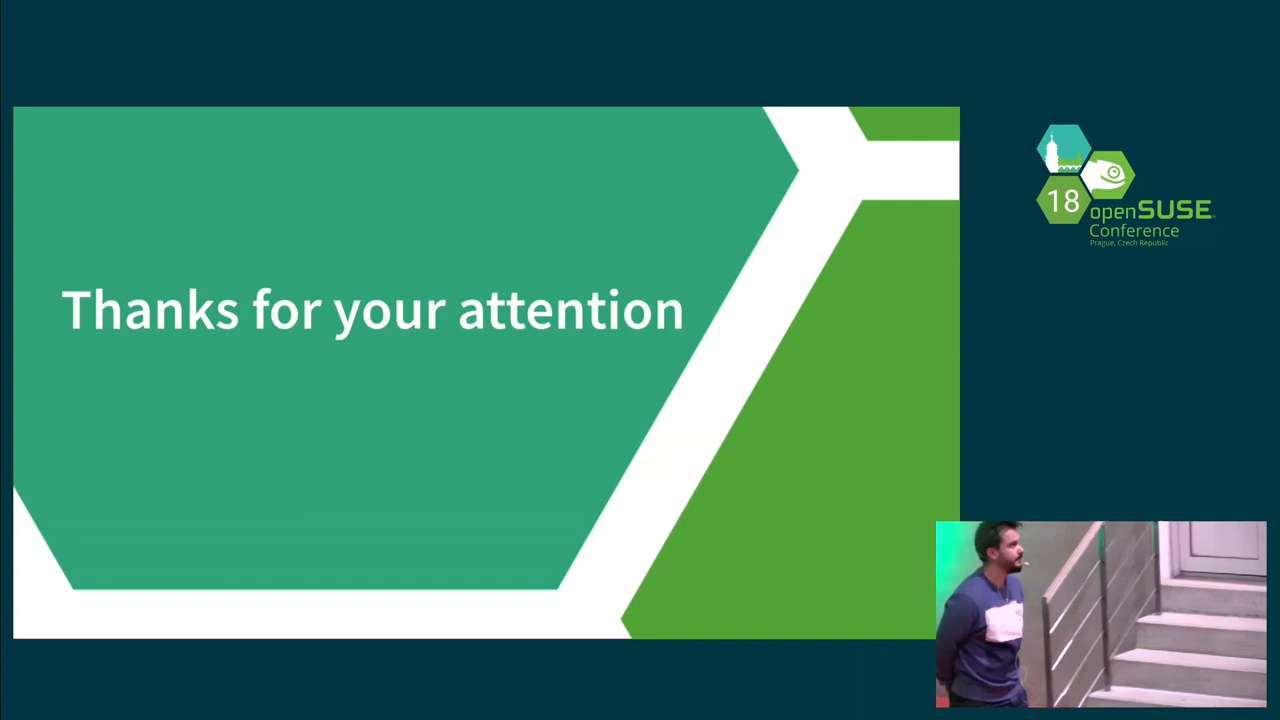 Thanks for your attention
18
openSUSE
Conference
Prague, Czech Republic